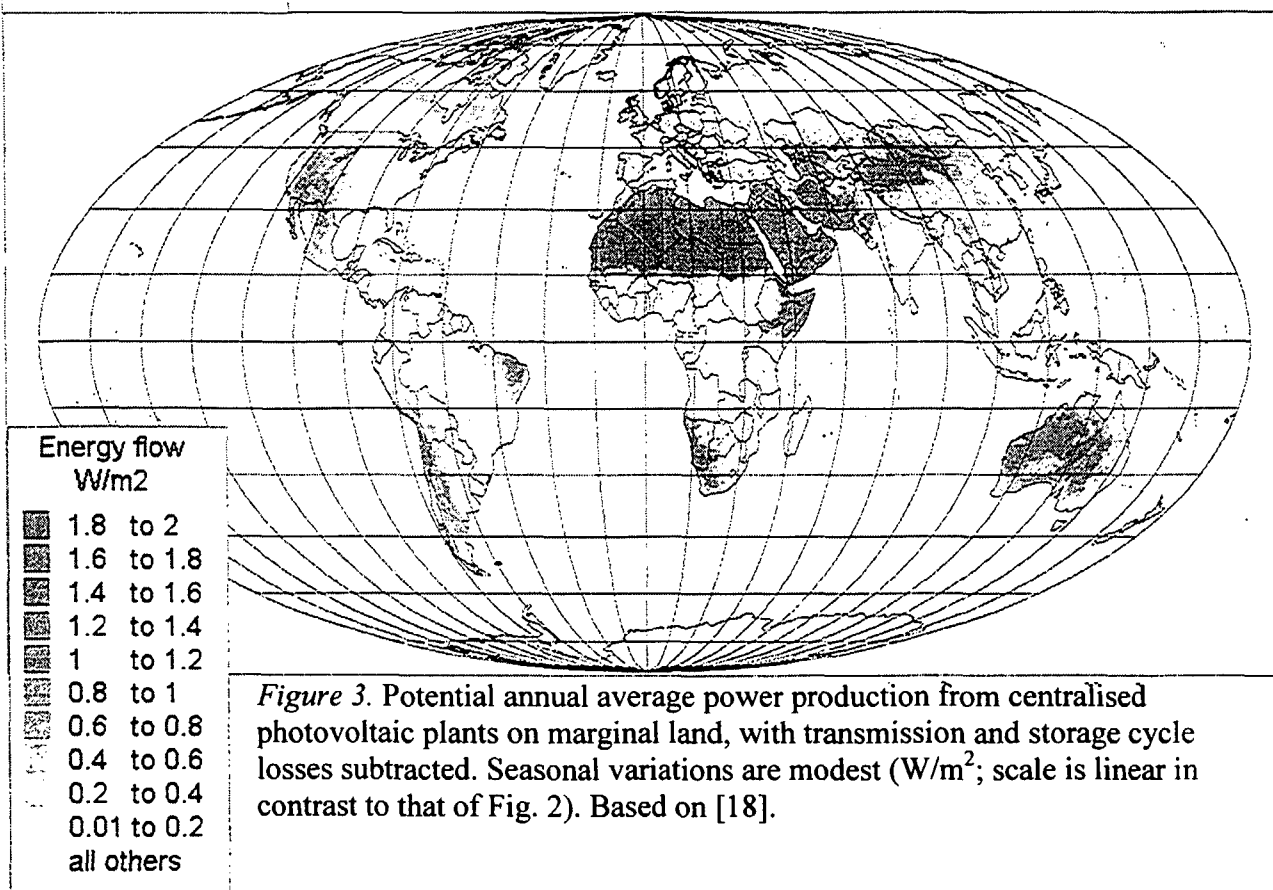 Energy flow
W/m2
1.8 to 2
1.6 to 1.8
1.4 to 1.6
1.2 to 1.4
1 to 1.2
0.8 to 1
0.6 to 0.8
0.4 to 0.6
0.2 to 0.4
0.01 to 0.2
all others
Figure 3. Potential annual average power production from centralised
photovoltaic plants on marginal land, with transmission and storage cycle
losses subtracted. Seasonal variations are modest (W/m²; scale is linear in
contrast to that of Fig. 2). Based on [18].